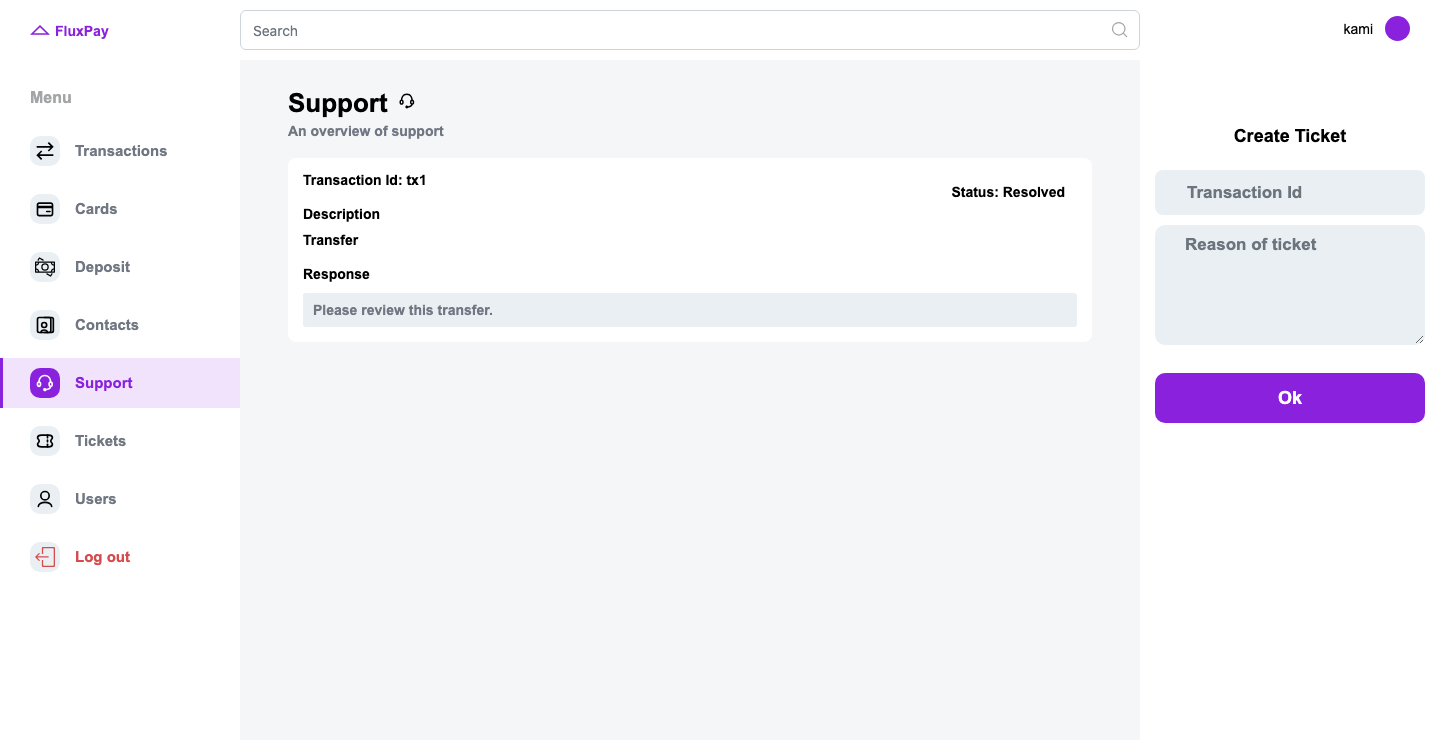 FluxPay
Search
kami
Menu
Transactions
Cards
Deposit
Contacts
Support
Tickets
Users
Log out
Support
An overview of support
Transaction Id: tx1
Status: Resolved
Description
Transfer
Response
Please review this transfer.
Create Ticket
Transaction Id
Reason of ticket
Ok